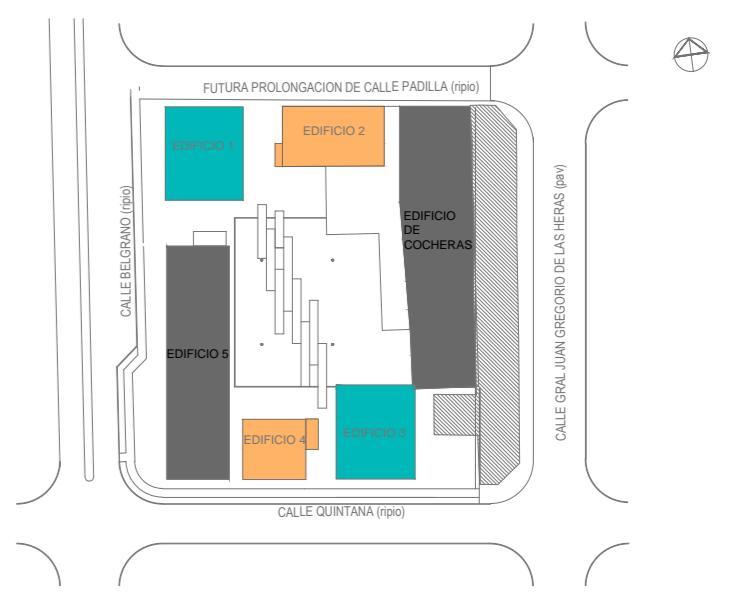 FUTURA PROLONGACION DE CALLE PADILLA (ripio)
EDIFICIO 1
EDIFICIO 2
CALLE BELGRANO (ripio)
EDIFICIO
DE
COCHERAS
CALLE GRAL JUAN GREGORIO DE LAS HERAS (pav)
EDIFICIO 5
EDIFICIO 4
EDIFICIO 3
CALLE QUINTANA (ripio)